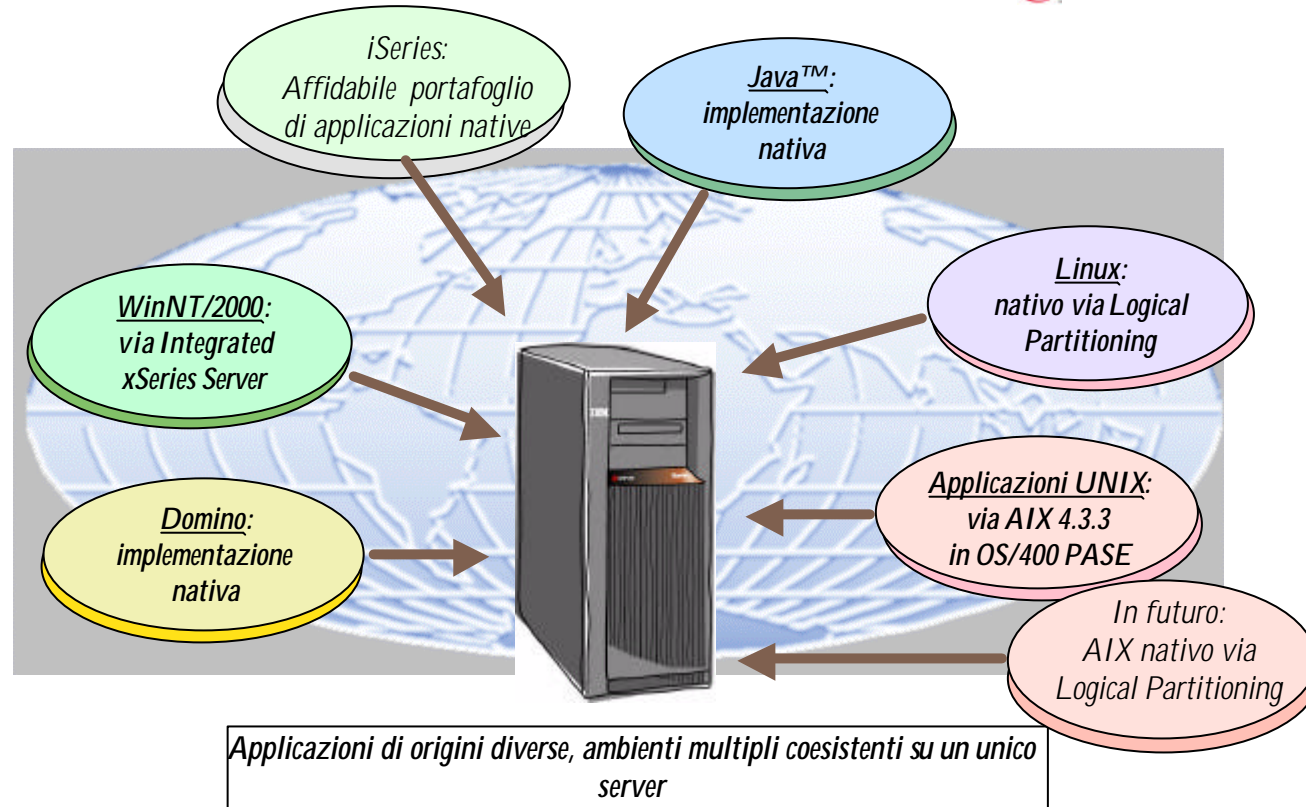 iSeries:
Affidabile portafoglio
di applicazioni native
Java™:
implementazione
nativa
WinNT/2000:
via Integrated
xSeries Server
Linux:
nativo via Logical
Partitioning
Domino:
implementazione
nativa
Applicazioni UNIX:
via AIX 4.3.3
in OS/400 PASE
In futuro:
AIX nativo via
Logical Partitioning
IBM
Applicazioni di origini diverse, ambienti multipli coesistenti su un unico
server